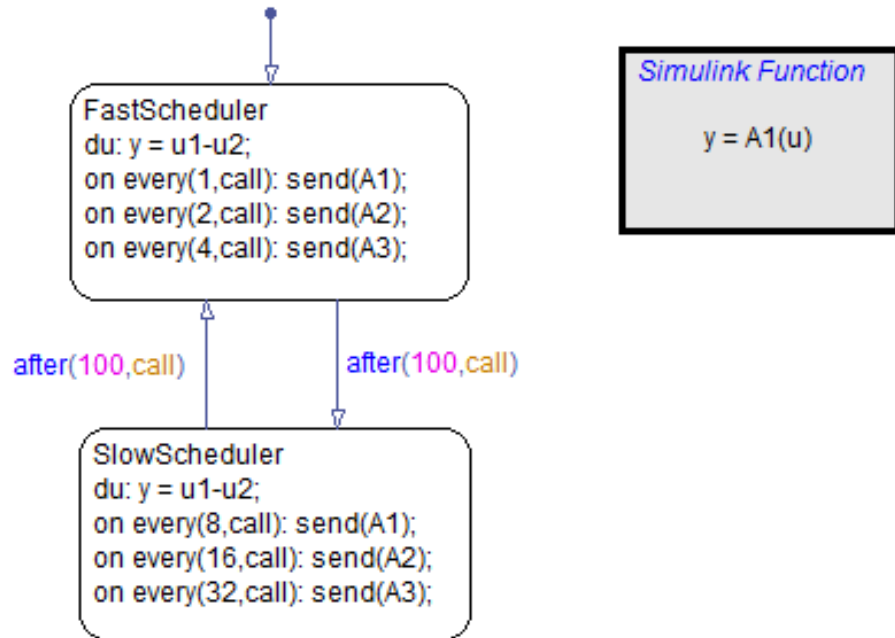 FastScheduler
du: y = u1-u2;
on every(1,call): send(A1);
on every(2,call): send(A2);
on every(4,call): send(A3);
Simulink Function
y = A1(u)
after(100,call)
after(100,call)
SlowScheduler
du: y = u1-u2;
on every(8,call): send(A1);
on every(16,call): send(A2);
on every(32,call): send(A3);